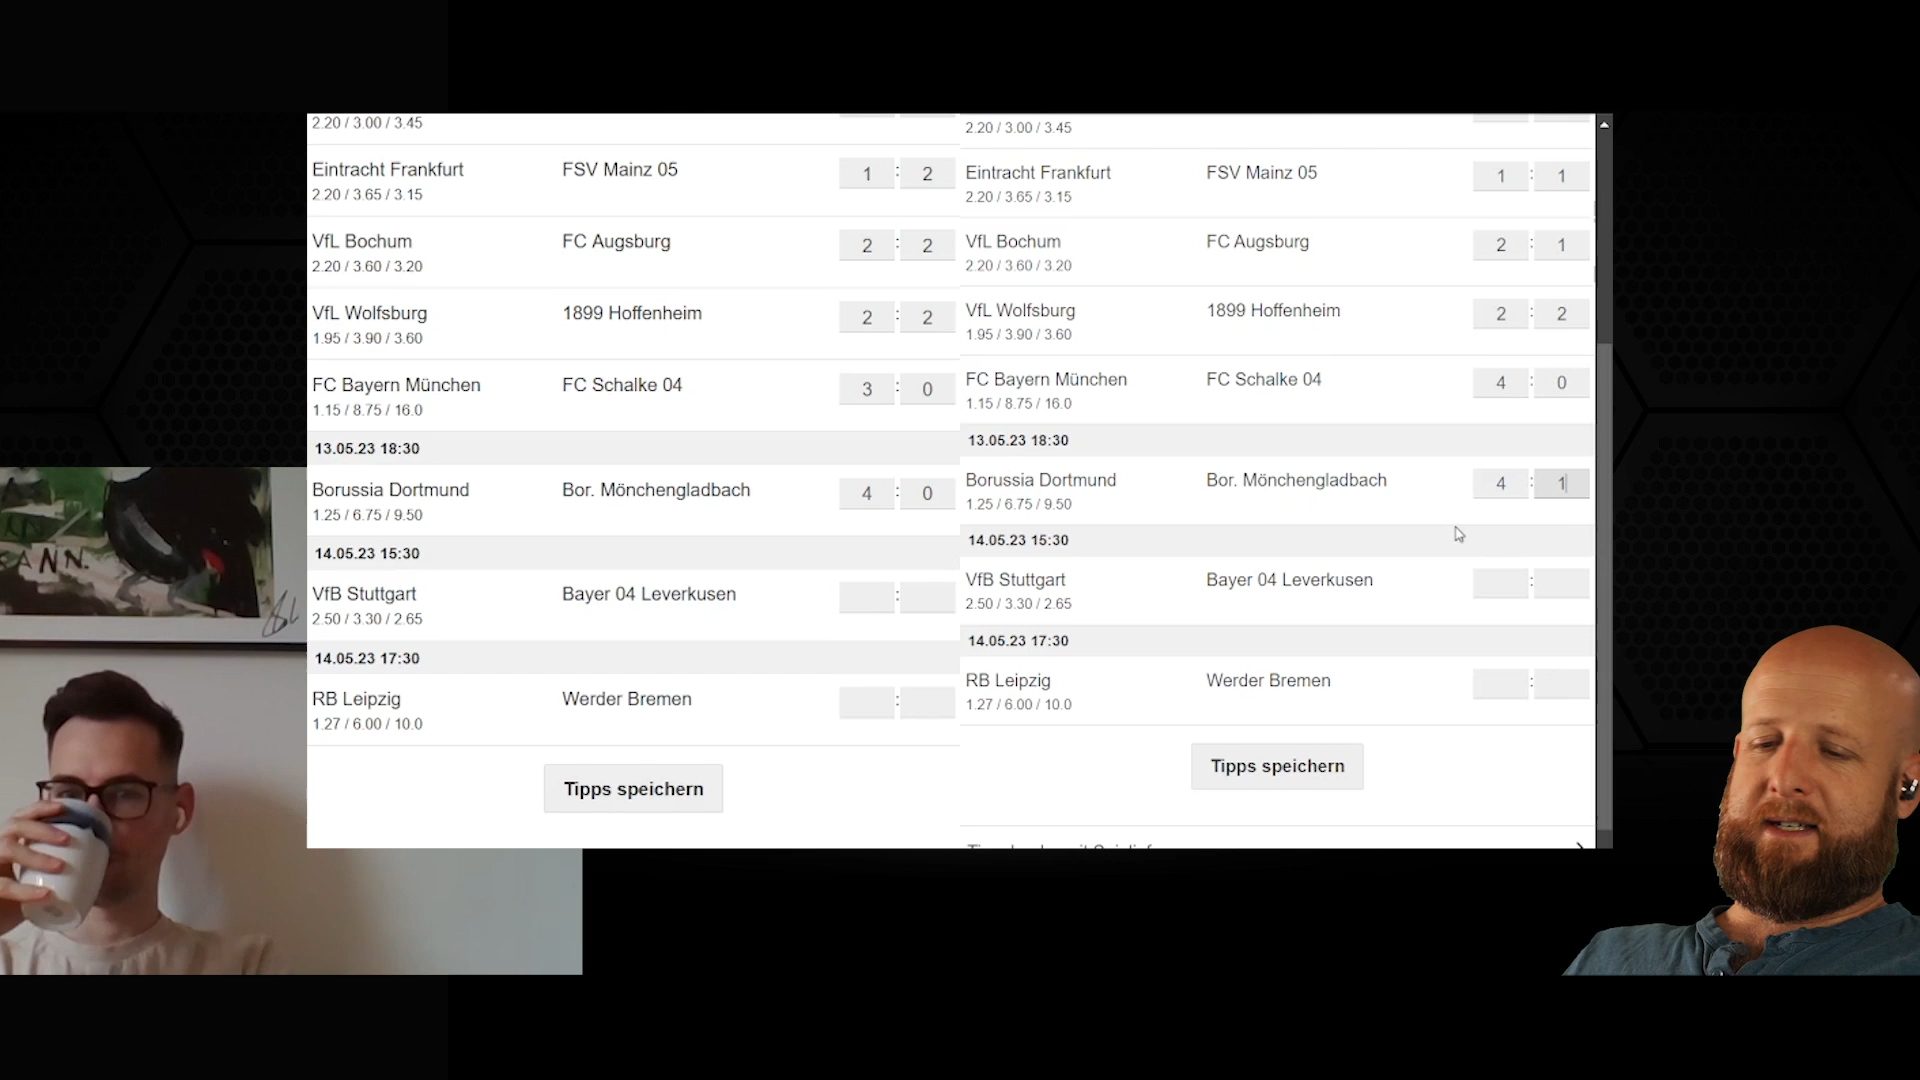 2.20 / 3.00 / 3.45
Eintracht Frankfurt FSV Mainz 05 1 : 2
2.20 / 3.65 / 3.15
VfL Bochum FC Augsburg 2 : 2
2.20 / 3.60 / 3.20
VfL Wolfsburg 1899 Hoffenheim 2 : 2
1.95 / 3.90 / 3.60
FC Bayern München FC Schalke 04 3 : 0
1.15 / 8.75 / 16.0
13.05.23 18:30
Borussia Dortmund Bor. Mönchengladbach 4 : 0
1.25 / 6.75 / 9.50
14.05.23 15:30
VfB Stuttgart Bayer 04 Leverkusen :
2.50 / 3.30 / 2.65
14.05.23 17:30
RB Leipzig Werder Bremen :
1.27 / 6.00 / 10.0
Tipps speichern
2.20 / 3.00 / 3.45
Eintracht Frankfurt FSV Mainz 05 1 : 1
2.20 / 3.65 / 3.15
VfL Bochum FC Augsburg 2 : 1
2.20 / 3.60 / 3.20
VfL Wolfsburg 1899 Hoffenheim 2 : 2
1.95 / 3.90 / 3.60
FC Bayern München FC Schalke 04 4 : 0
1.15 / 8.75 / 16.0
13.05.23 18:30
Borussia Dortmund Bor. Mönchengladbach 4 : 1
1.25 / 6.75 / 9.50
14.05.23 15:30
VfB Stuttgart Bayer 04 Leverkusen :
2.50 / 3.30 / 2.65
14.05.23 17:30
RB Leipzig Werder Bremen :
1.27 / 6.00 / 10.0
Tipps speichern